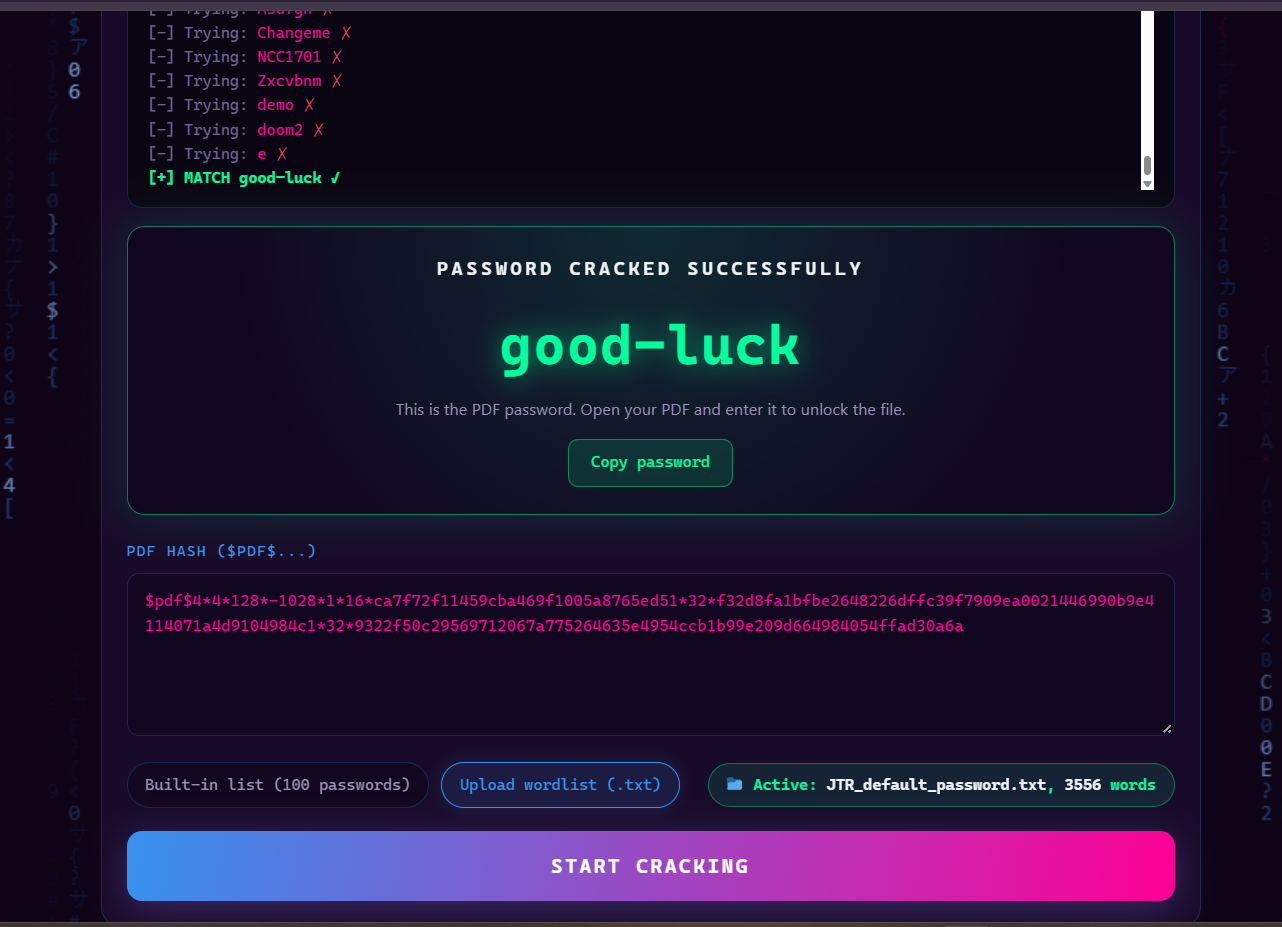 [-] Trying: Changeme ✗
[-] Trying: NCC1701 ✗
[-] Trying: Zxcvbnm ✗
[-] Trying: demo ✗
[-] Trying: doom2 ✗
[-] Trying: e ✗
[+] MATCH good-luck ✓
PASSWORD CRACKED SUCCESSFULLY
good-luck
This is the PDF password. Open your PDF and enter it to unlock the file.
Copy password
PDF HASH ($PDF$...)
$pdf$4*4*128*-1028*1*16*ca7f72f11459cba469f1005a8765ed51*32*f32d8fa1bfbe2648226dffc39f7909ea0021446990b9e4
114071a4d9104984c1*32*9322f50c29569712067a775264635e4954ccb1b99e209d664984054ffad30a6a
Built-in list (100 passwords)
Upload wordlist (.txt)
Active: JTR_default_password.txt, 3556 words
START CRACKING